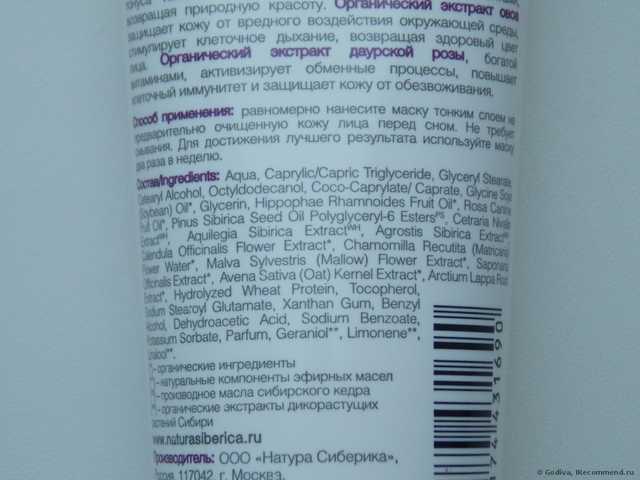 возвращая природную красоту. Органический экстракт овса
защищает кожу от вредного воздействия окружающей среды,
стимулирует клеточное дыхание, возвращая здоровый цвет
лица. Органический экстракт даурской розы, богатой
витаминами, активизирует обменные процессы, повышает
клеточный иммунитет и защищает кожу от обезвоживания.
Способ применения: равномерно нанесите маску тонким слоем на
предварительно очищенную кожу лица перед сном. Не требует
смывания. Для достижения лучшего результата используйте маску
два раза в неделю.
Состав/Ingredients: Aqua, Caprylic/Capric Triglyceride, Glyceryl Stearate,
Cetearyl Alcohol, Octyldodecanol, Coco-Caprylate/ Caprate, Glycine Soja
(Soybean) Oil*, Glycerin, Hippophae Rhamnoides Fruit Oil*, Rosa Canina
Fruit Oil*, Pinus Sibirica Seed Oil Polyglyceryl-6 Esters PS, Cetraria Nivalis
Extract WH, Aquilegia Sibirica Extract WH, Agrostis Sibirica Extract
Calendula Officinalis Flower Extract*, Chamomilla Recutita (Matricaria)
Flower Water*, Malva Sylvestris (Mallow) Flower Extract*, Saponaria
Officinalis Extract*, Avena Sativa (Oat) Kernel Extract*, Arctium Lappa Root
Extract*, Hydrolyzed Wheat Protein, Tocopherol,
Sodium Stearoyl Glutamate, Xanthan Gum, Benzyl
Alcohol, Dehydroacetic Acid, Sodium Benzoate,
Potassium Sorbate, Parfum, Geraniol**, Limonene**,
Linalool**.
– органические ингредиенты
– натуральные компоненты эфирных масел
– производное масла сибирского кедра
– органические экстракты дикорастущих
растений Сибири
www.naturasiberica.ru
Производитель: ООО «Натура Сиберика»,
Россия 117042, г. Москва.
744 31690
© Godiva, IRecommend.ru